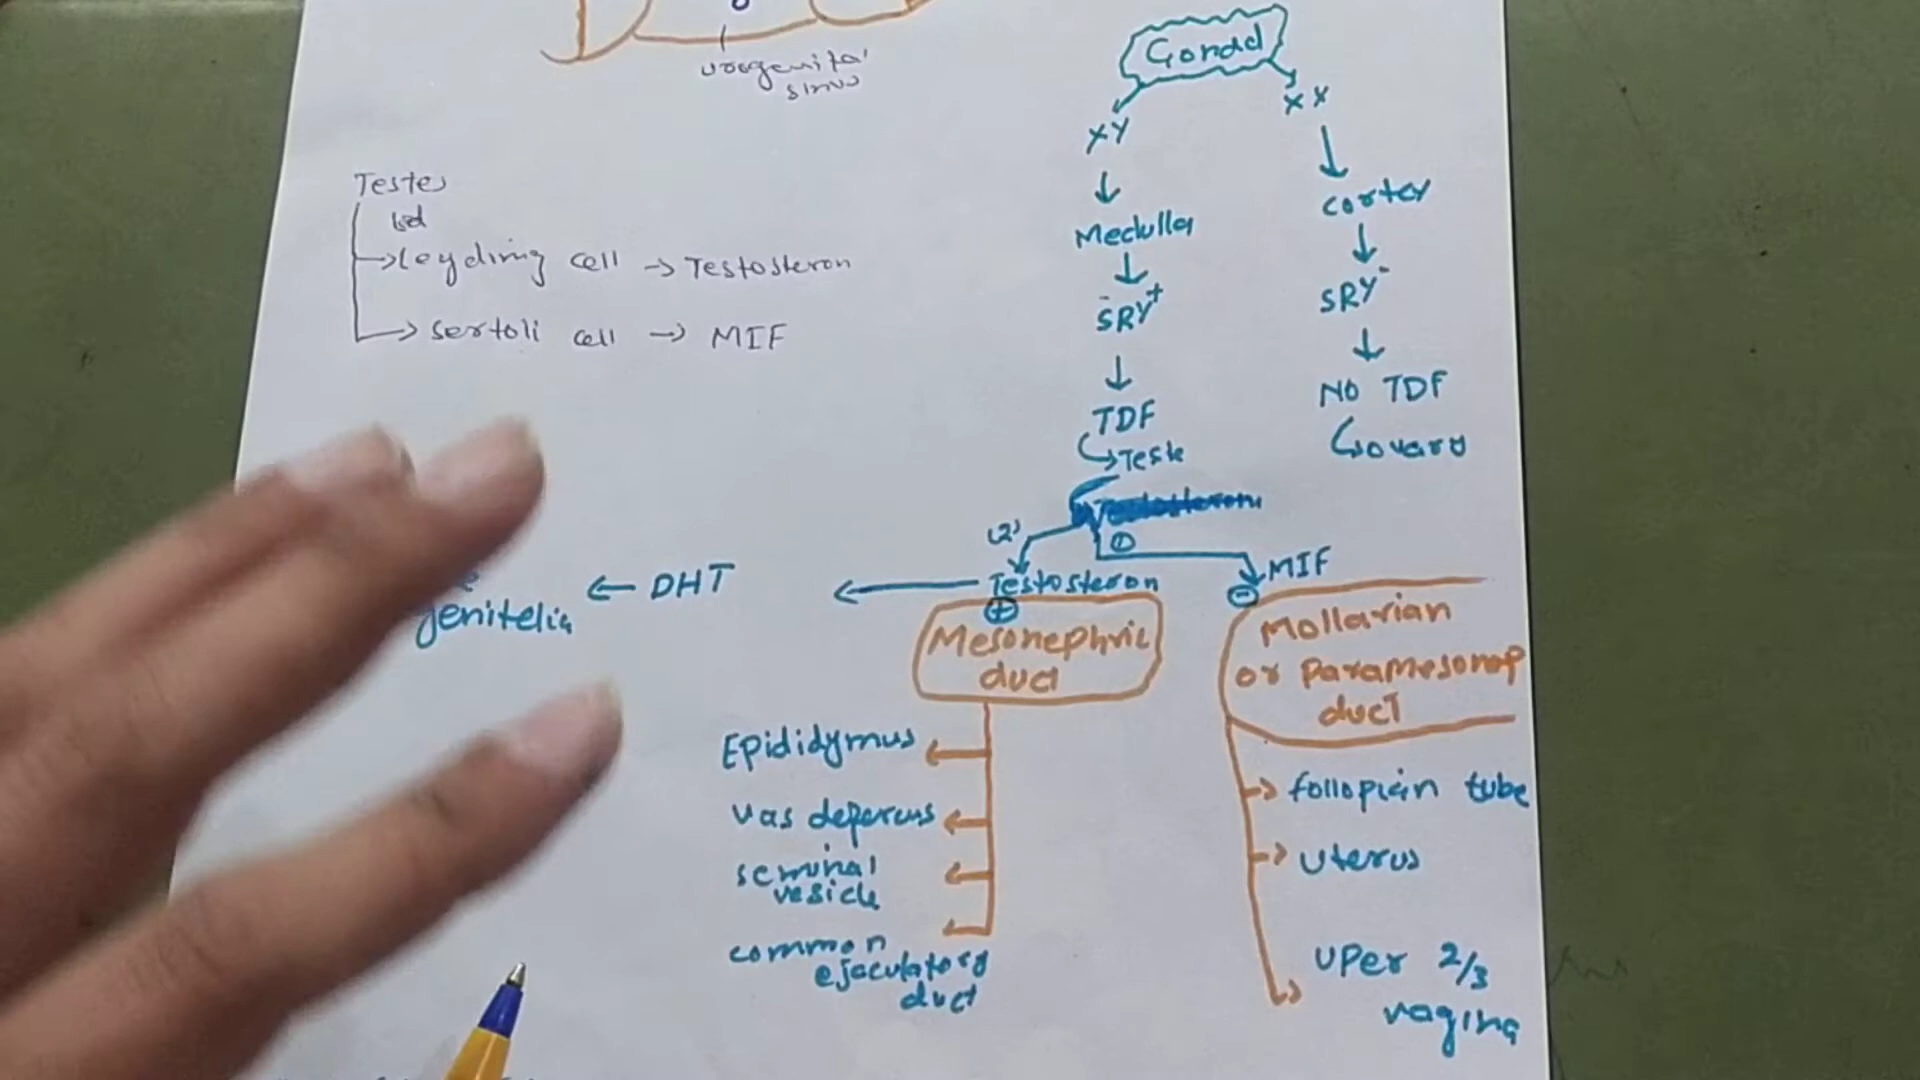 urogenital
sinus
Gonad
XY
XX
Medulla
Cortex
SRY+
SRY-
TDF
NO TDF
Teste
ovary
Testes
Leyding cell → Testosteron
Sertoli cell → MIF
(2)
①
Testosteron
MIF
⊕
⊖
← DHT
genitelia
Mesonephric
duct
Mollarian
or Paramesonep
duct
Epididymus
Vas deferens
seminal
vesicle
common
ejaculatory
duct
follopian tube
Uterus
UPer 2/3
vagina